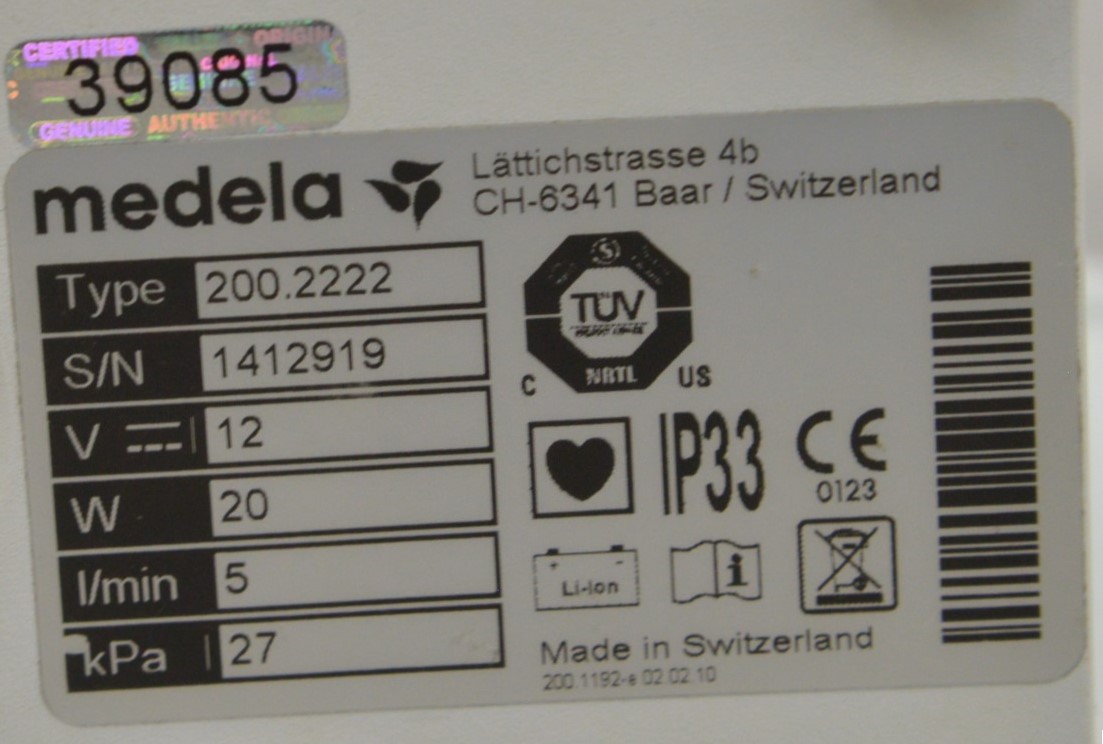 CERTIFIED ORIGIN
39085
GENUINE AUTHENTIC
medela
Lättichstrasse 4b
CH-6341 Baar / Switzerland
Type 200.2222
S/N 1412919
V 12
W 20
l/min 5
kPa 27
TÜV
NRTL
C US
IP33 CE
0123
+ -
Li-Ion
i
Made in Switzerland
200.1192-e 02.02.10